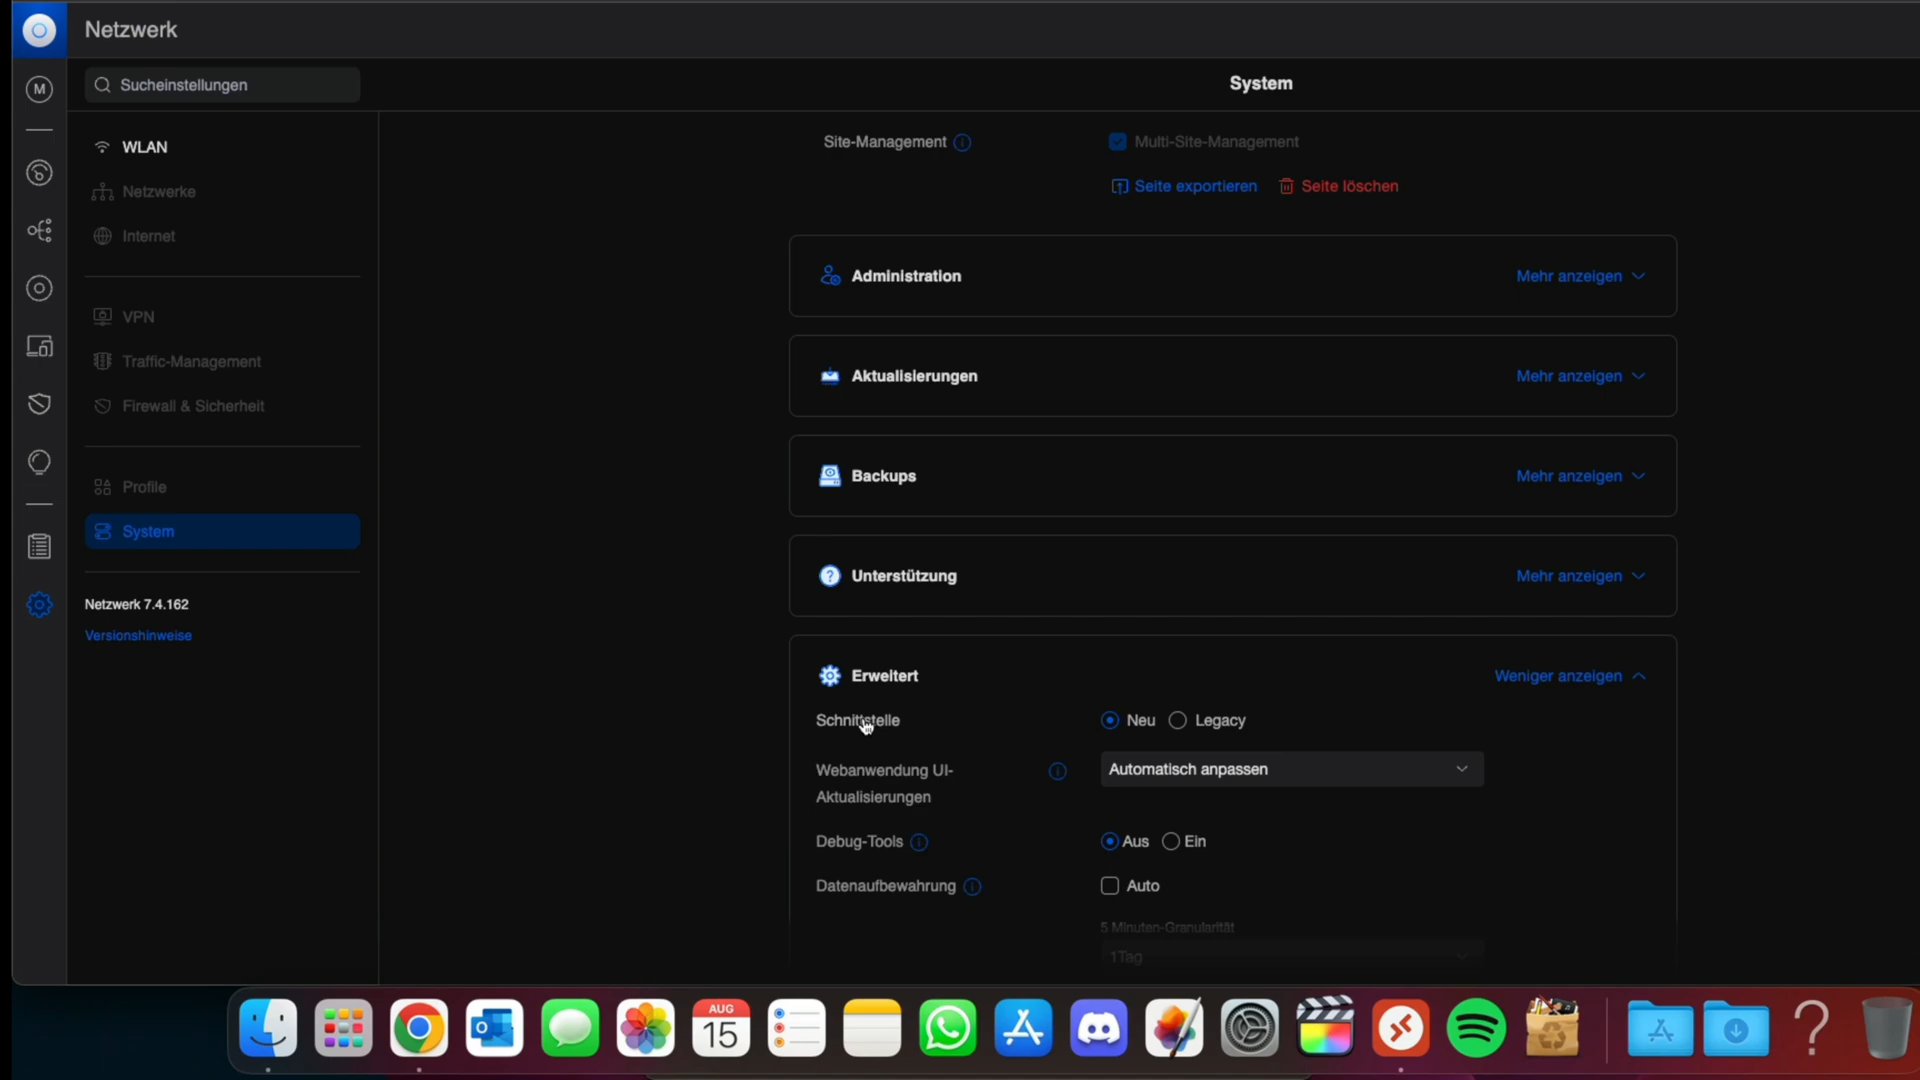 Netzwerk
M
Sucheinstellungen
System
WLAN
Netzwerke
Internet
VPN
Traffic-Management
Firewall & Sicherheit
Profile
System
Netzwerk 7.4.162
Versionshinweise
Site-Management
Multi-Site-Management
Seite exportieren
Seite löschen
Administration
Mehr anzeigen
Aktualisierungen
Mehr anzeigen
Backups
Mehr anzeigen
Unterstützung
Mehr anzeigen
Erweitert
Weniger anzeigen
Schnittstelle
Neu
Legacy
Webanwendung UI-
Aktualisierungen
Automatisch anpassen
Debug-Tools
Aus
Ein
Datenaufbewahrung
Auto
5 Minuten-Granularität
1Tag
AUG
15